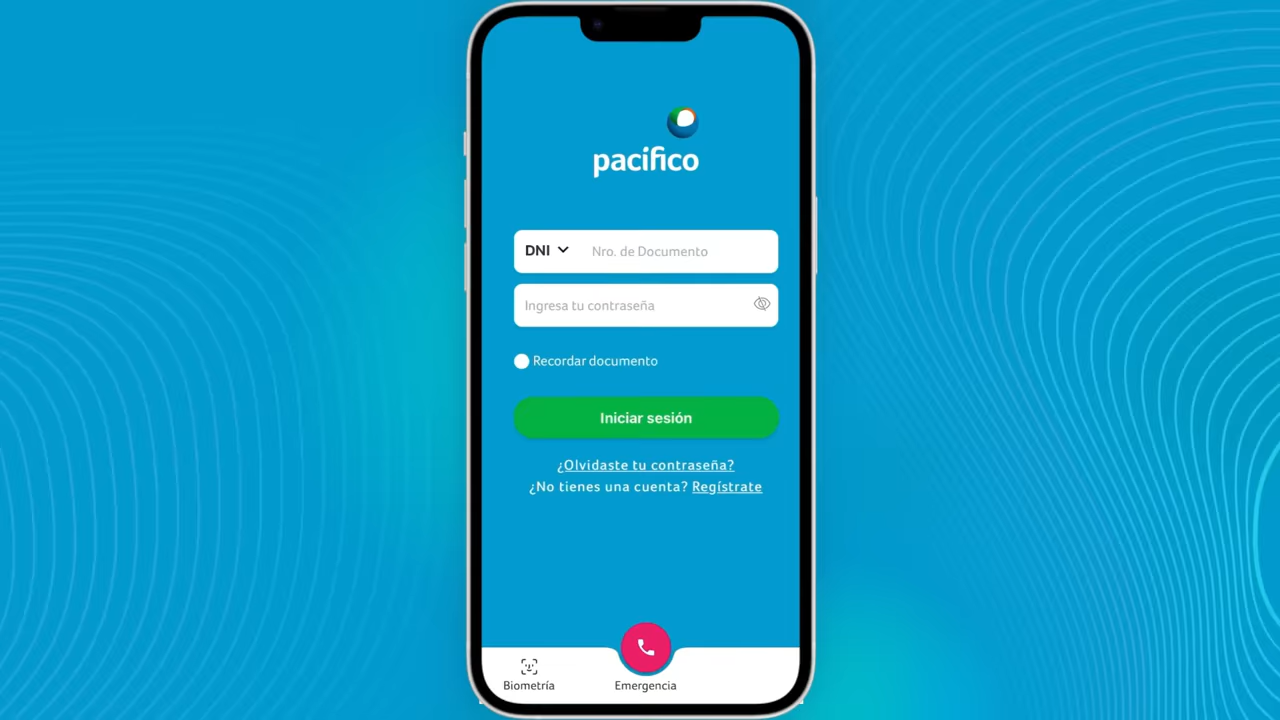 pacifico
DNI Nro. de Documento
Ingresa tu contraseña
Recordar documento
Iniciar sesión
¿Olvidaste tu contraseña?
¿No tienes una cuenta? Regístrate
Biometría
Emergencia